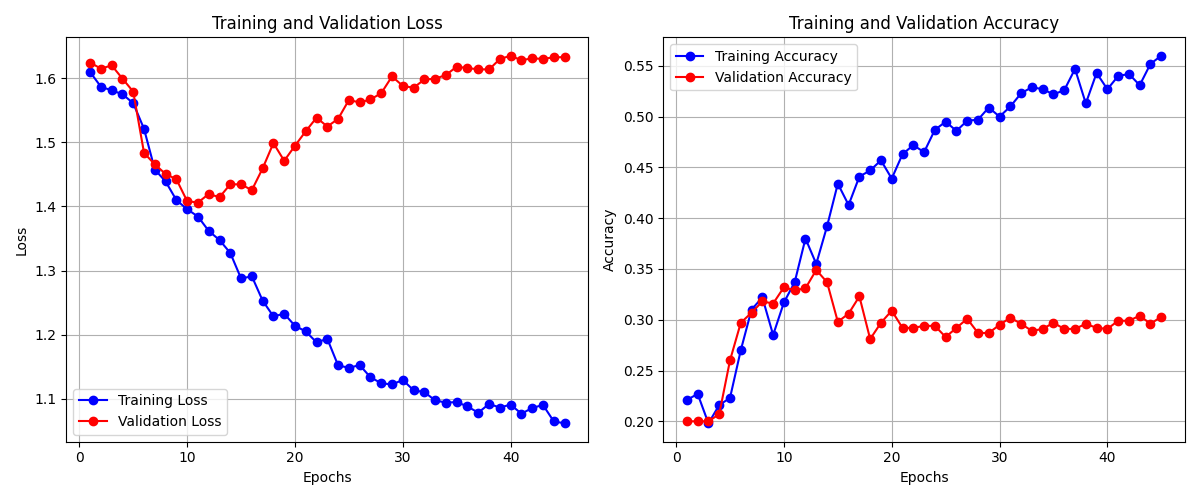 Training and Validation Loss
Loss
1.6
1.5
1.4
1.3
1.2
1.1
Training Loss
Validation Loss
0
10
20
30
40
Epochs
Training and Validation Accuracy
Accuracy
Training Accuracy
Validation Accuracy
0.55
0.50
0.45
0.40
0.35
0.30
0.25
0.20
0
10
20
30
40
Epochs